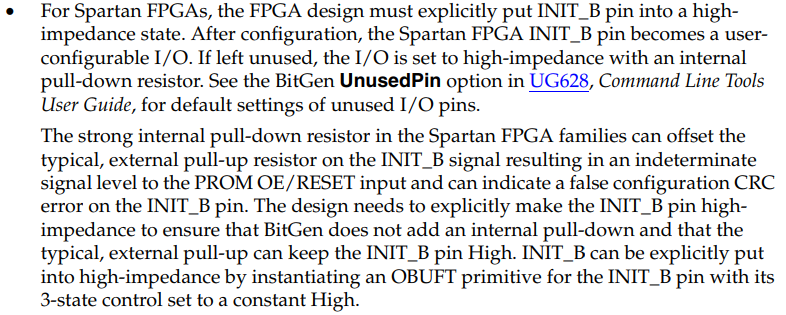 • For Spartan FPGAs, the FPGA design must explicitly put INIT_B pin into a high-
impedance state. After configuration, the Spartan FPGA INIT_B pin becomes a user-
configurable I/O. If left unused, the I/O is set to high-impedance with an internal
pull-down resistor. See the BitGen UnusedPin option in UG628, Command Line Tools
User Guide, for default settings of unused I/O pins.
The strong internal pull-down resistor in the Spartan FPGA families can offset the
typical, external pull-up resistor on the INIT_B signal resulting in an indeterminate
signal level to the PROM OE/RESET input and can indicate a false configuration CRC
error on the INIT_B pin. The design needs to explicitly make the INIT_B pin high-
impedance to ensure that BitGen does not add an internal pull-down and that the
typical, external pull-up can keep the INIT_B pin High. INIT_B can be explicitly put
into high-impedance by instantiating an OBUFT primitive for the INIT_B pin with its
3-state control set to a constant High.